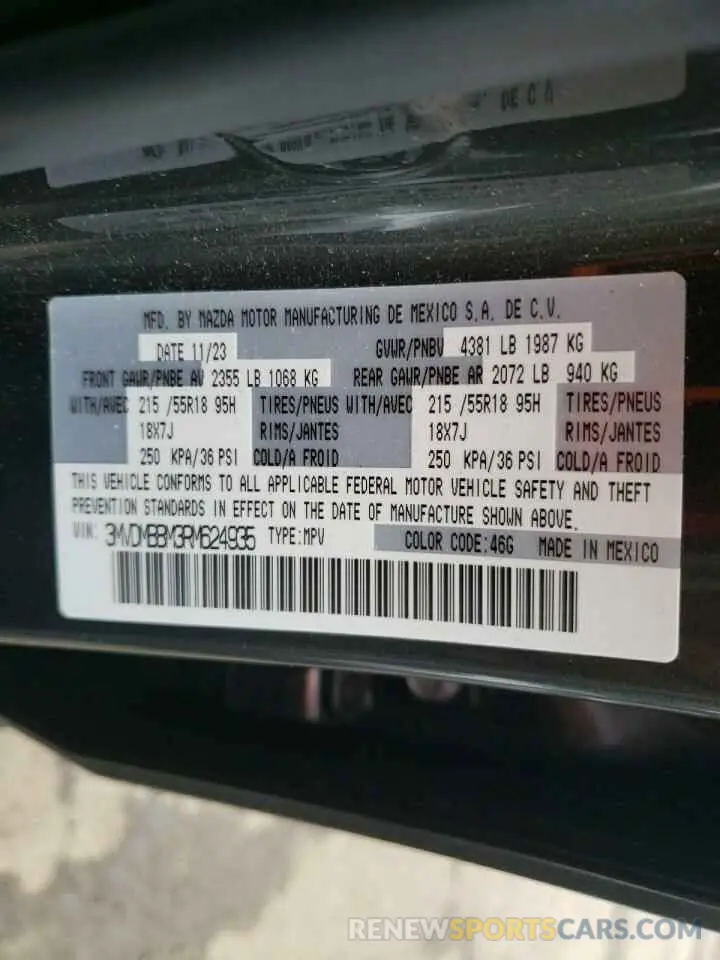 MFD. BY MAZDA MOTOR MANUFACTURING DE MEXICO S.A. DE C.V.
DATE 11/23 GVWR/PNBV 4381 LB 1987 KG
FRONT GAWR/PNBE AV 2355 LB 1068 KG REAR GAWR/PNBE AR 2072 LB 940 KG
WITH/AVEC 215 /55R18 95H TIRES/PNEUS WITH/AVEC 215 /55R18 95H TIRES/PNEUS
18X7J RIMS/JANTES 18X7J RIMS/JANTES
250 KPA/36 PSI COLD/A FROID 250 KPA/36 PSI COLD/A FROID
THIS VEHICLE CONFORMS TO ALL APPLICABLE FEDERAL MOTOR VEHICLE SAFETY AND THEFT
PREVENTION STANDARDS IN EFFECT ON THE DATE OF MANUFACTURE SHOWN ABOVE.
VIN: 3MVDMBBM3RM624935 TYPE:MPV COLOR CODE:46G MADE IN MEXICO
RENEWSPORTSCARS.COM